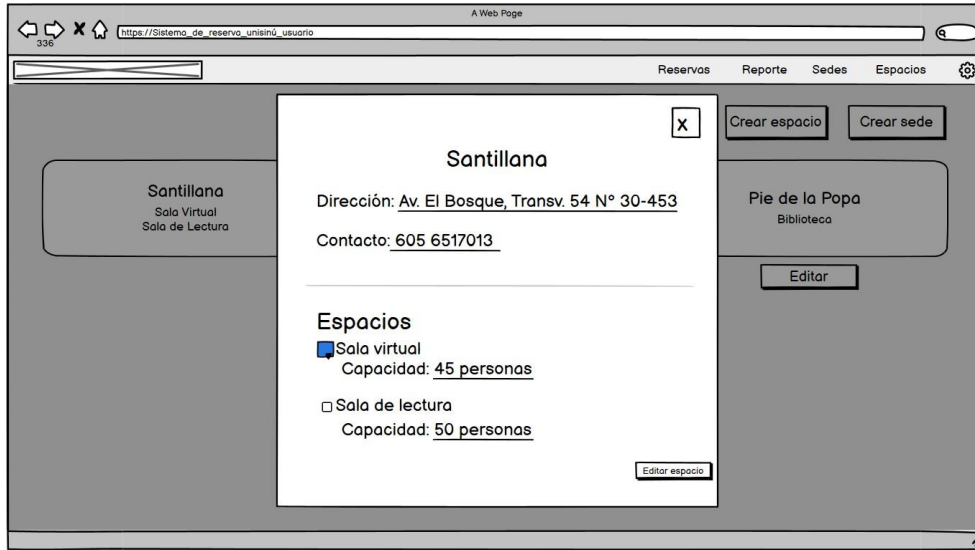 A Web Page
336
https://Sistema_de_reserva_unisinú_usuario
Reservas Reporte Sedes Espacios
Crear espacio Crear sede
X
Santillana
Sala Virtual
Sala de Lectura
Santillana
Dirección: Av. El Bosque, Transv. 54 N° 30-453
Contacto: 605 6517013
Pie de la Popa
Biblioteca
Editar
Espacios
Sala virtual
Capacidad: 45 personas
Sala de lectura
Capacidad: 50 personas
Editar espacio